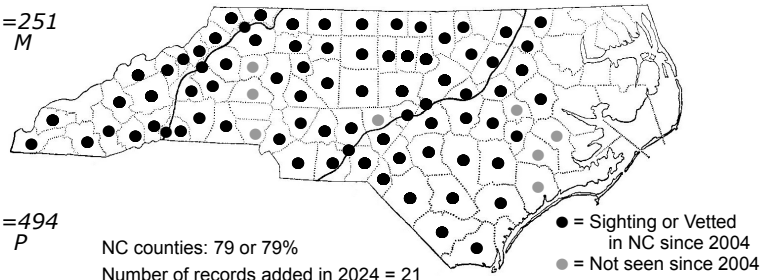 =251
M
=494
P
NC counties: 79 or 79%
Number of records added in 2024 = 21
● = Sighting or Vetted
in NC since 2004
● = Not seen since 2004